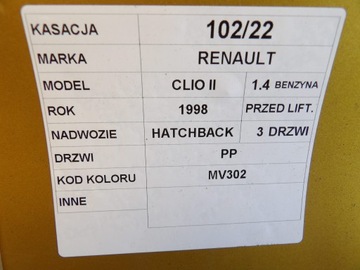 KASACJA 102/22
MARKA RENAULT
MODEL CLIO II 1.4 BENZYNA
ROK 1998 PRZED LIFT.
NADWOZIE HATCHBACK 3 DRZWI
DRZWI PP
KOD KOLORU MV302
INNE